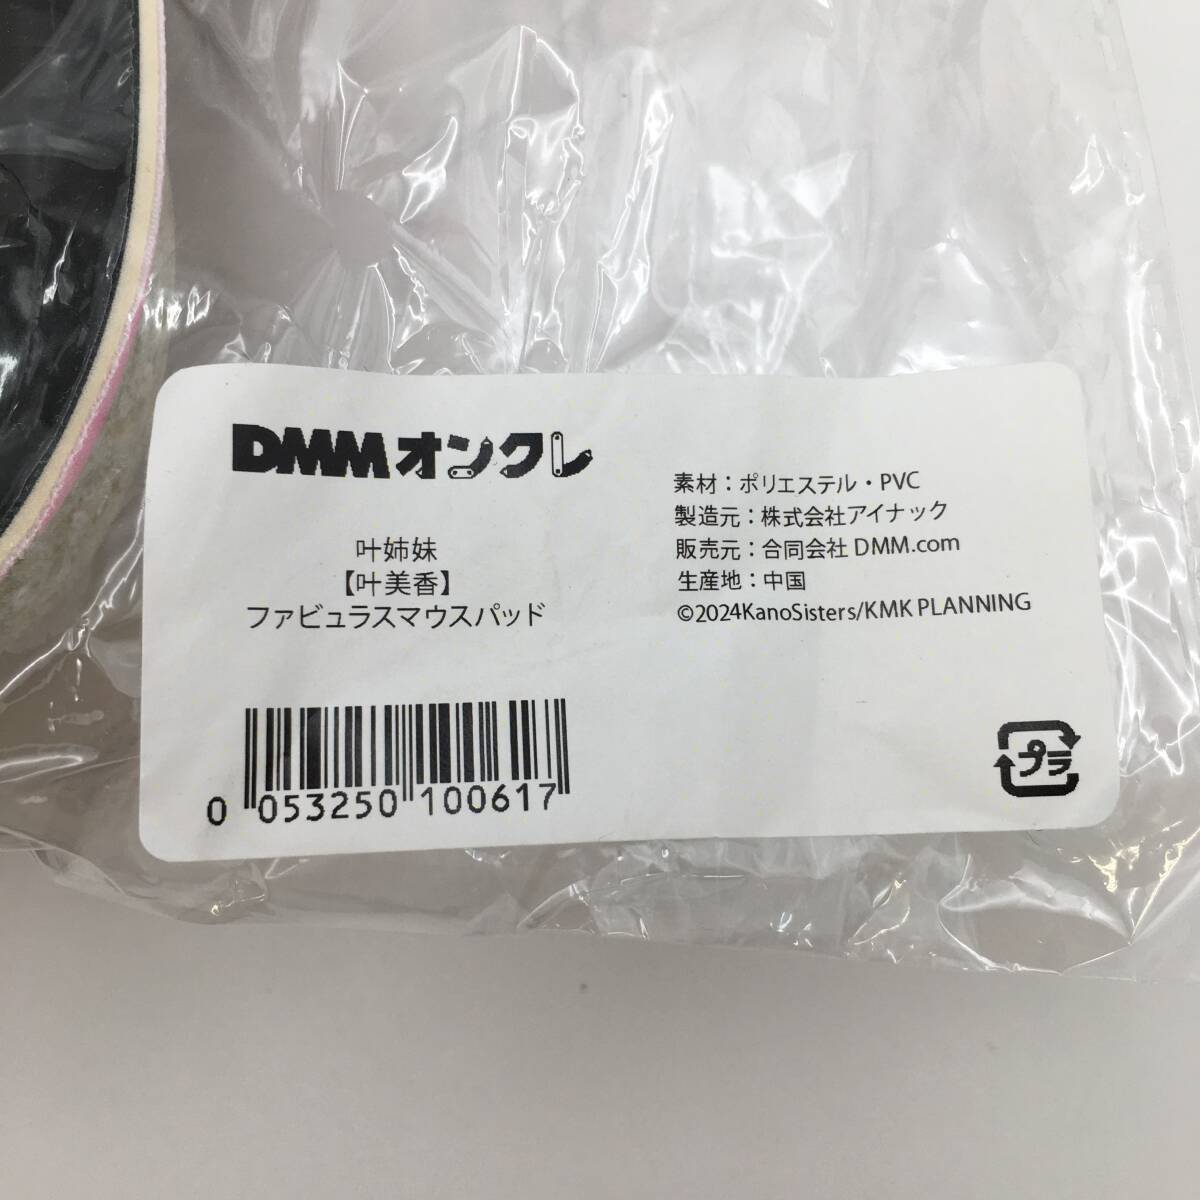 DMMオンクレ
叶姉妹
【叶美香】
ファビュラスマウスパッド
素材：ポリエステル・PVC
製造元：株式会社アイナック
販売元：合同会社 DMM.com
生産地：中国
©2024KanoSisters/KMK PLANNING
0 053250 100617
プラ